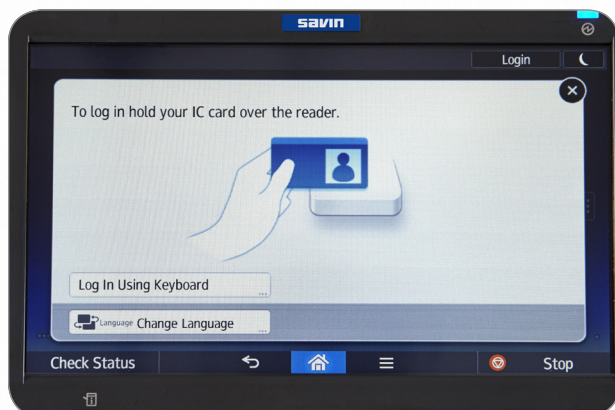 savin
Login
To log in hold your IC card over the reader.
Log In Using Keyboard
Language Change Language
Check Status
Stop